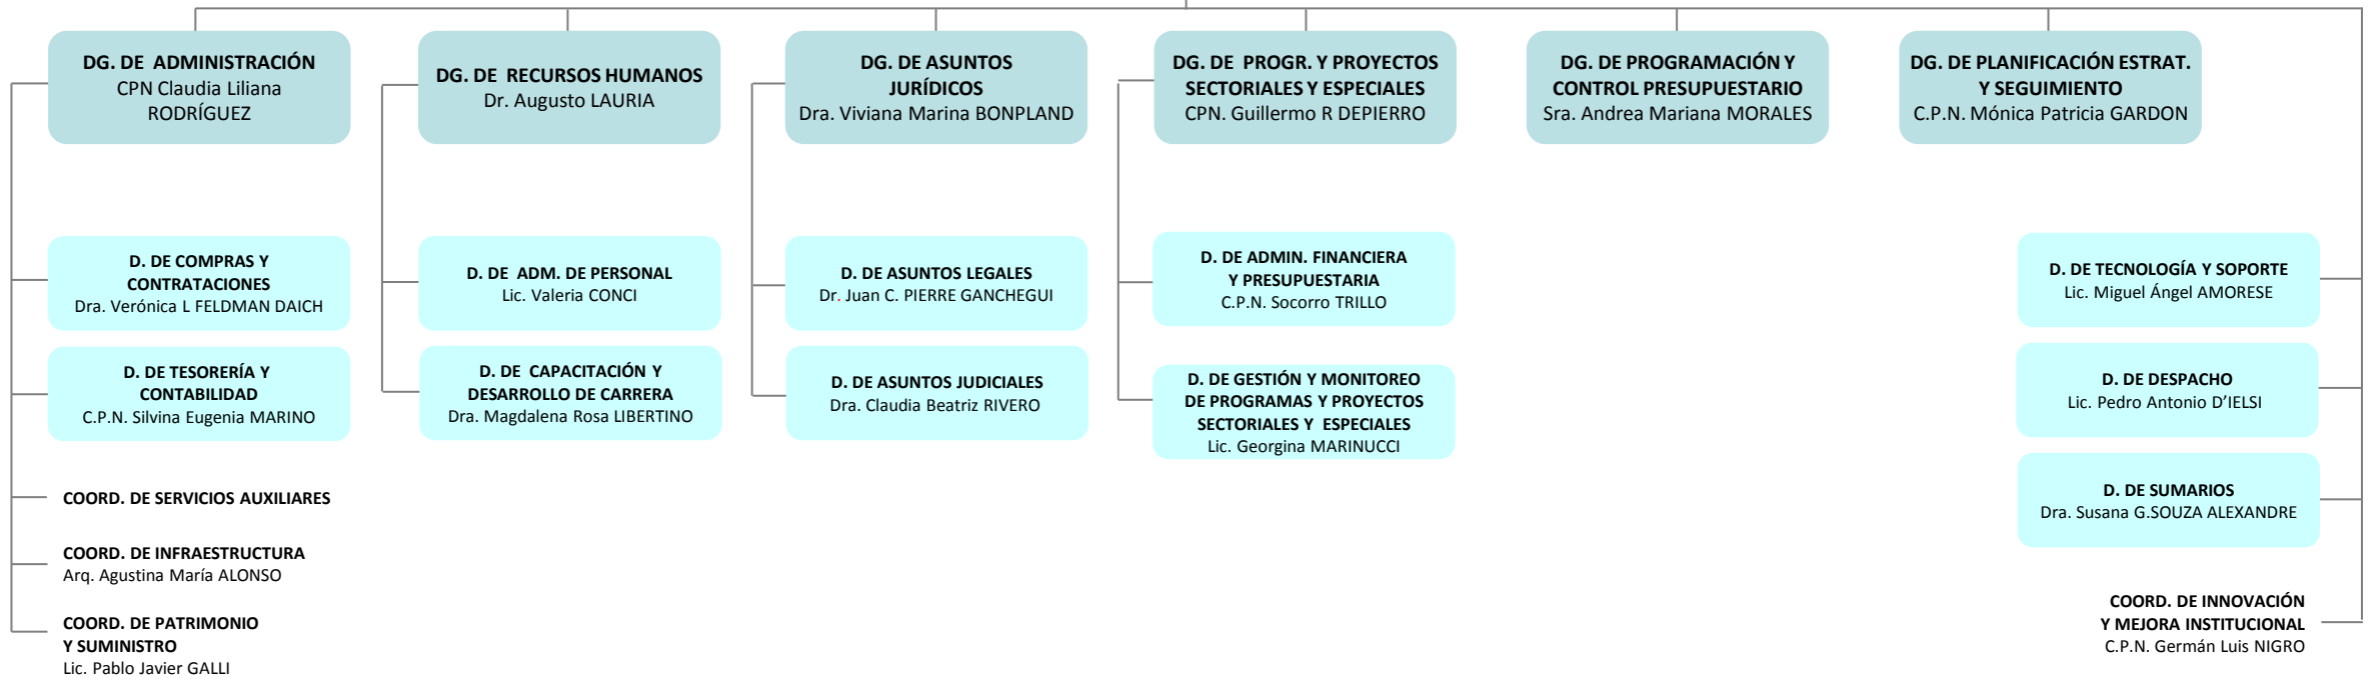 DG. DE ADMINISTRACIÓN
CPN Claudia Liliana
RODRÍGUEZ
DG. DE RECURSOS HUMANOS
Dr. Augusto LAURIA
DG. DE ASUNTOS
JURÍDICOS
Dra. Viviana Marina BONPLAND
DG. DE PROGR. Y PROYECTOS
SECTORIALES Y ESPECIALES
CPN. Guillermo R DEPIERRO
DG. DE PROGRAMACIÓN Y
CONTROL PRESUPUESTARIO
Sra. Andrea Mariana MORALES
DG. DE PLANIFICACIÓN ESTRAT.
Y SEGUIMIENTO
C.P.N. Mónica Patricia GARDON
D. DE COMPRAS Y
CONTRATACIONES
Dra. Verónica L FELDMAN DAICH
D. DE ADM. DE PERSONAL
Lic. Valeria CONCI
D. DE ASUNTOS LEGALES
Dr. Juan C. PIERRE GANCHEGUI
D. DE ADMIN. FINANCIERA
Y PRESUPUESTARIA
C.P.N. Socorro TRILLO
D. DE TECNOLOGÍA Y SOPORTE
Lic. Miguel Ángel AMORESE
D. DE TESORERÍA Y
CONTABILIDAD
C.P.N. Silvina Eugenia MARINO
D. DE CAPACITACIÓN Y
DESARROLLO DE CARRERA
Dra. Magdalena Rosa LIBERTINO
D. DE ASUNTOS JUDICIALES
Dra. Claudia Beatriz RIVERO
D. DE GESTIÓN Y MONITOREO
DE PROGRAMAS Y PROYECTOS
SECTORIALES Y ESPECIALES
Lic. Georgina MARINUCCI
D. DE DESPACHO
Lic. Pedro Antonio D’IELSI
D. DE SUMARIOS
Dra. Susana G.SOUZA ALEXANDRE
COORD. DE SERVICIOS AUXILIARES
COORD. DE INFRAESTRUCTURA
Arq. Agustina María ALONSO
COORD. DE PATRIMONIO
Y SUMINISTRO
Lic. Pablo Javier GALLI
COORD. DE INNOVACIÓN
Y MEJORA INSTITUCIONAL
C.P.N. Germán Luis NIGRO